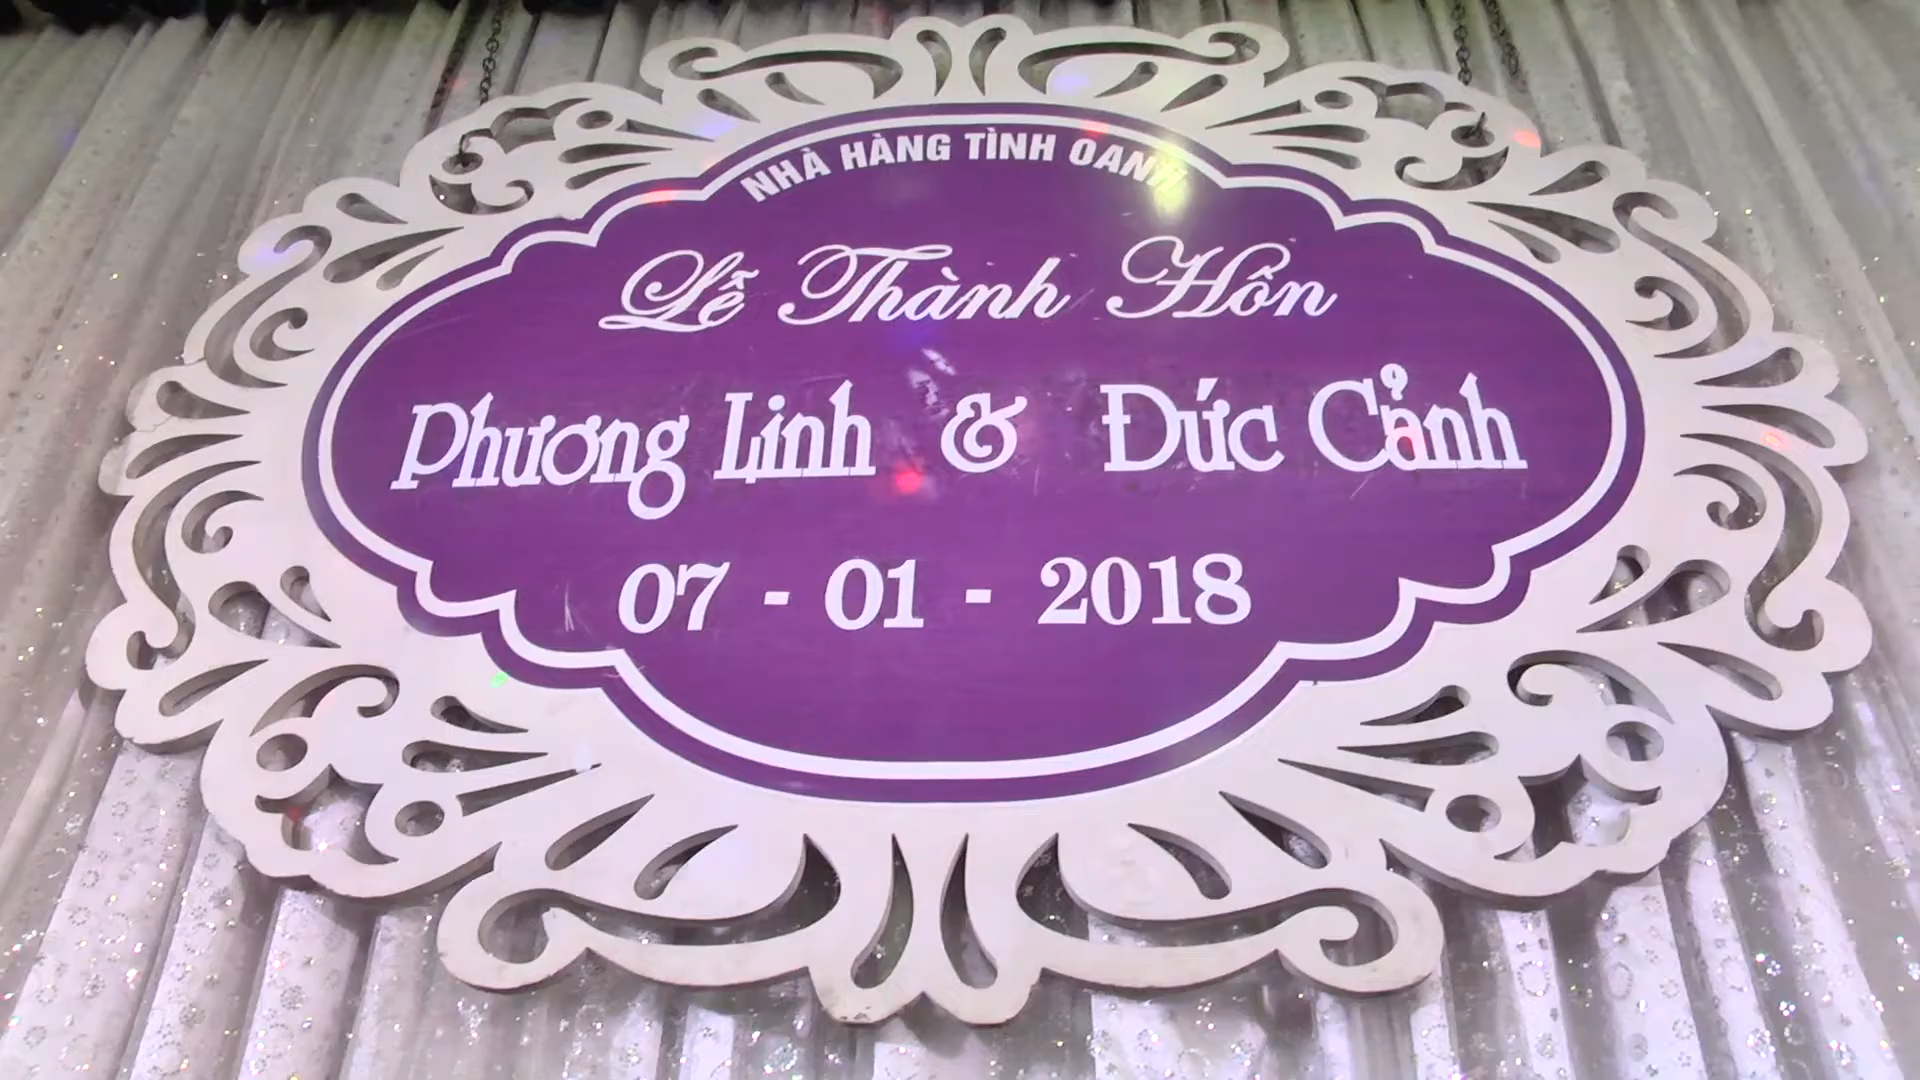 NHÀ HÀNG TÌNH OANH
Lễ Thành Hôn
Phương Linh & Đức Cảnh
07 - 01 - 2018